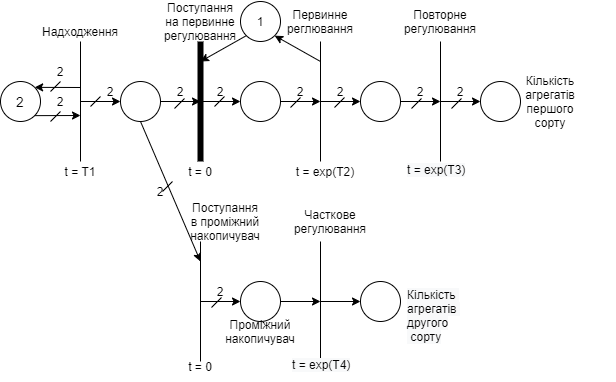 Надходження
Поступання
на первинне
регулювання
1
Первинне
реглювання
Повторне
регулювання
2
2
2
2
2
2
2
2
2
2
Кількість
агрегатів
першого
сорту
t = T1
t = 0
t = exp(T2)
t = exp(T3)
2
Поступання
в проміжний
накопичувач
Часткове
регулювання
2
Проміжний
накопичувач
Кількість
агрегатів
другого
сорту
t = 0
t = exp(T4)